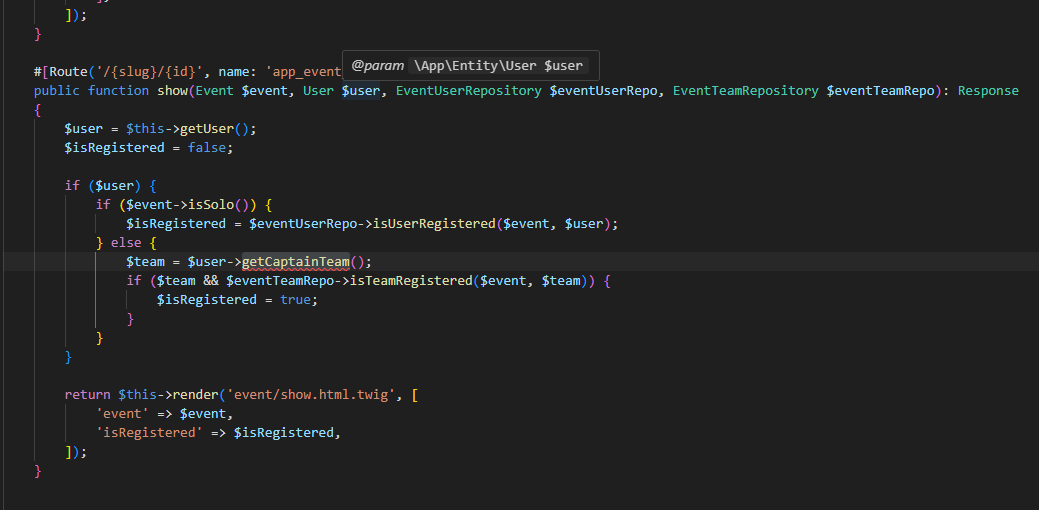 ]);
}
#[Route('/{slug}/{id}', name: 'app_event
@param \App\Entity\User $user
public function show(Event $event, User $user, EventUserRepository $eventUserRepo, EventTeamRepository $eventTeamRepo): Response
{
$user = $this->getUser();
$isRegistered = false;
if ($user) {
if ($event->isSolo()) {
$isRegistered = $eventUserRepo->isUserRegistered($event, $user);
} else {
$team = $user->getCaptainTeam();
if ($team && $eventTeamRepo->isTeamRegistered($event, $team)) {
$isRegistered = true;
}
}
}
return $this->render('event/show.html.twig', [
'event' => $event,
'isRegistered' => $isRegistered,
]);
}